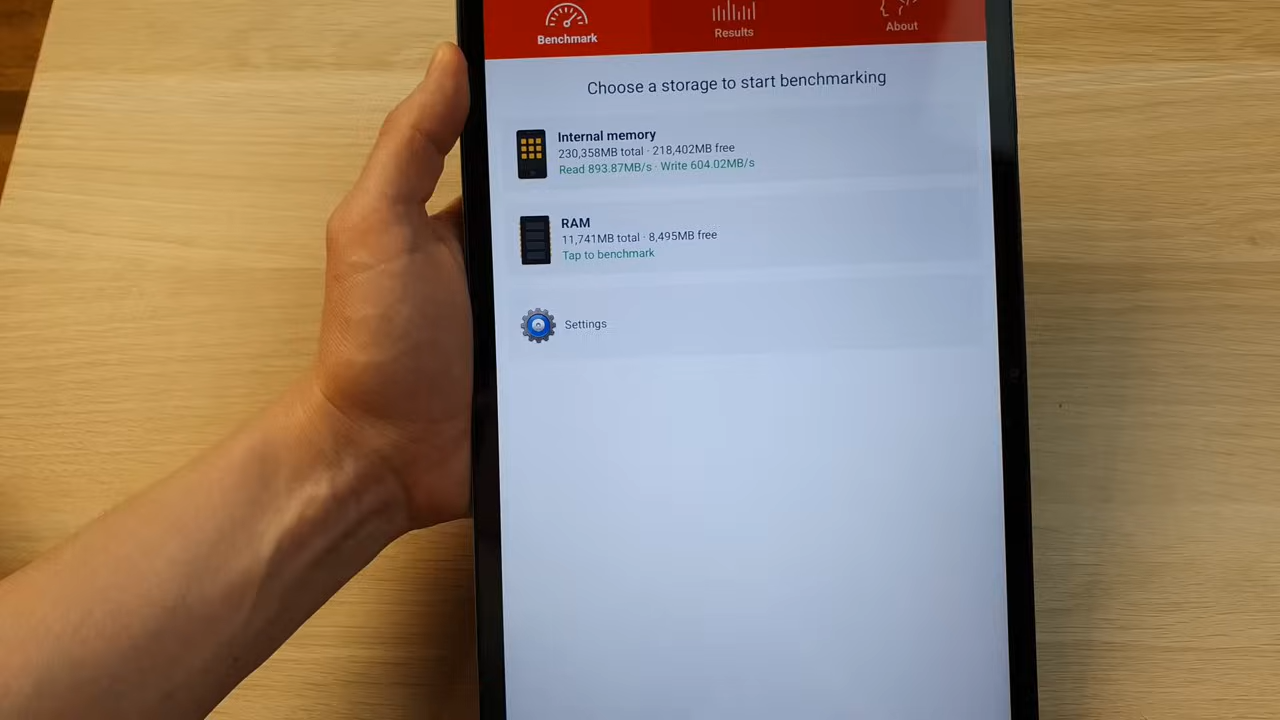 Benchmark
Results
About
Choose a storage to start benchmarking
Internal memory
230,358MB total · 218,402MB free
Read 893.87MB/s · Write 604.02MB/s
RAM
11,741MB total · 8,495MB free
Tap to benchmark
Settings